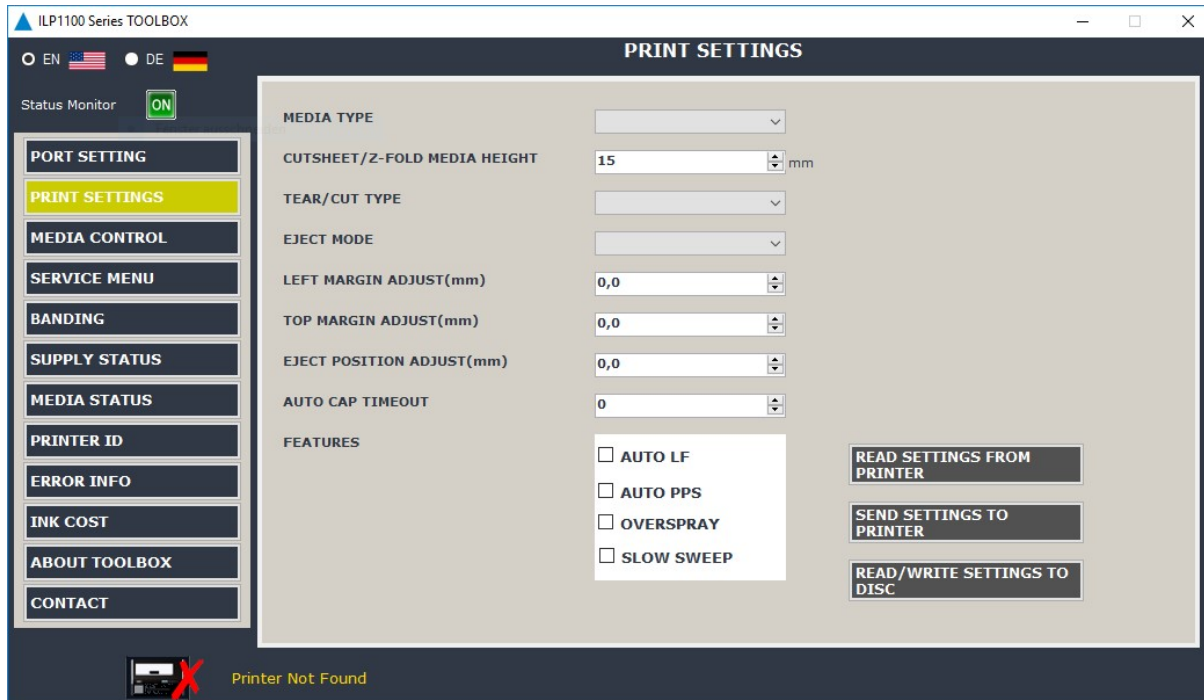 ILP1100 Series TOOLBOX
EN DE
PRINT SETTINGS
Status Monitor ON
PORT SETTING
PRINT SETTINGS
MEDIA CONTROL
SERVICE MENU
BANDING
SUPPLY STATUS
MEDIA STATUS
PRINTER ID
ERROR INFO
INK COST
ABOUT TOOLBOX
CONTACT
MEDIA TYPE
CUTSHEET/Z-FOLD MEDIA HEIGHT 15 mm
TEAR/CUT TYPE
EJECT MODE
LEFT MARGIN ADJUST(mm) 0,0
TOP MARGIN ADJUST(mm) 0,0
EJECT POSITION ADJUST(mm) 0,0
AUTO CAP TIMEOUT 0
FEATURES
AUTO LF
AUTO PPS
OVERSPRAY
SLOW SWEEP
READ SETTINGS FROM
PRINTER
SEND SETTINGS TO
PRINTER
READ/WRITE SETTINGS TO
DISC
Printer Not Found